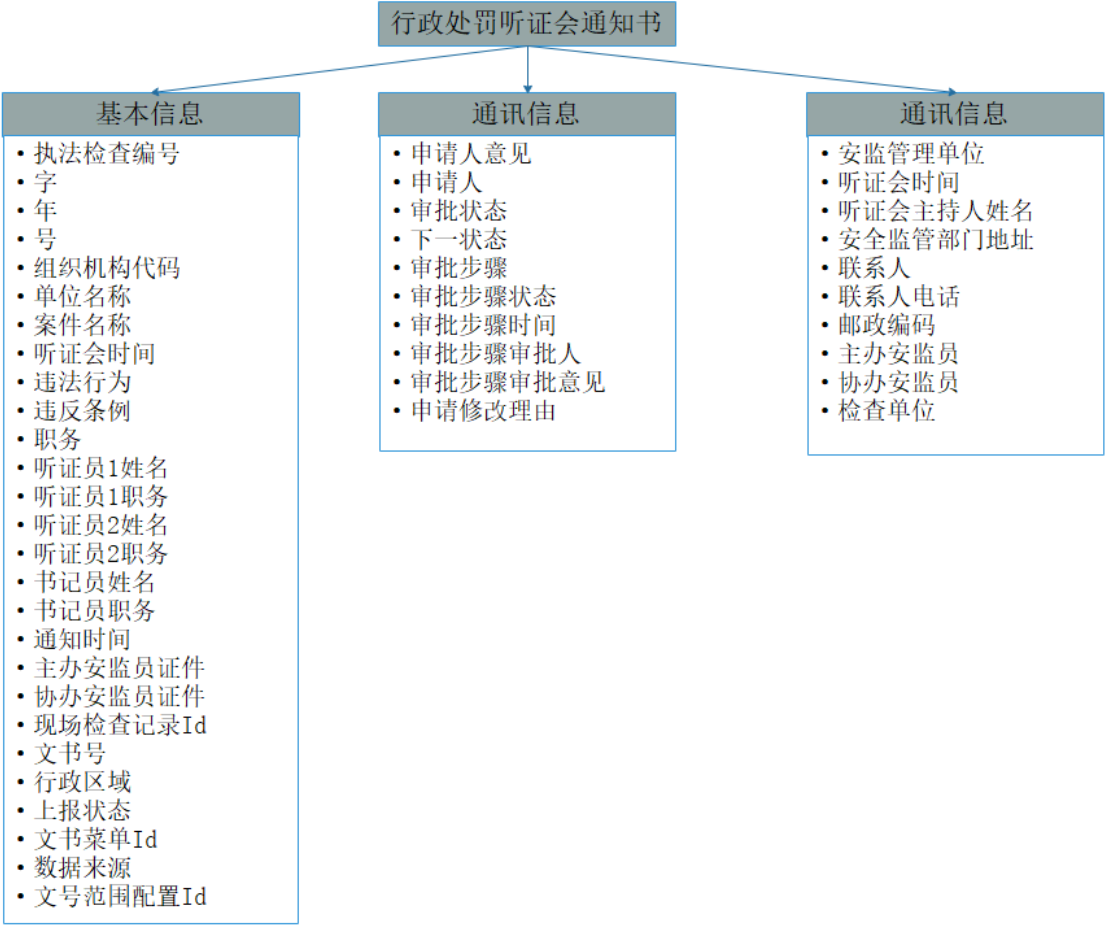 行政处罚听证会通知书
基本信息
•执法检查编号
•字
•年
•号
•组织机构代码
•单位名称
•案件名称
•听证会时间
•违法行为
•违反条例
•职务
•听证员1姓名
•听证员1职务
•听证员2姓名
•听证员2职务
•书记员姓名
•书记员职务
•通知时间
•主办安监员证件
•协办安监员证件
•现场检查记录Id
•文书号
•行政区域
•上报状态
•文书菜单Id
•数据来源
•文号范围配置Id
通讯信息
•申请人意见
•申请人
•审批状态
•下一状态
•审批步骤
•审批步骤状态
•审批步骤时间
•审批步骤审批人
•审批步骤审批意见
•申请修改理由
通讯信息
•安监管理单位
•听证会时间
•听证会主持人姓名
•安全监管部门地址
•联系人
•联系人电话
•邮政编码
•主办安监员
•协办安监员
•检查单位